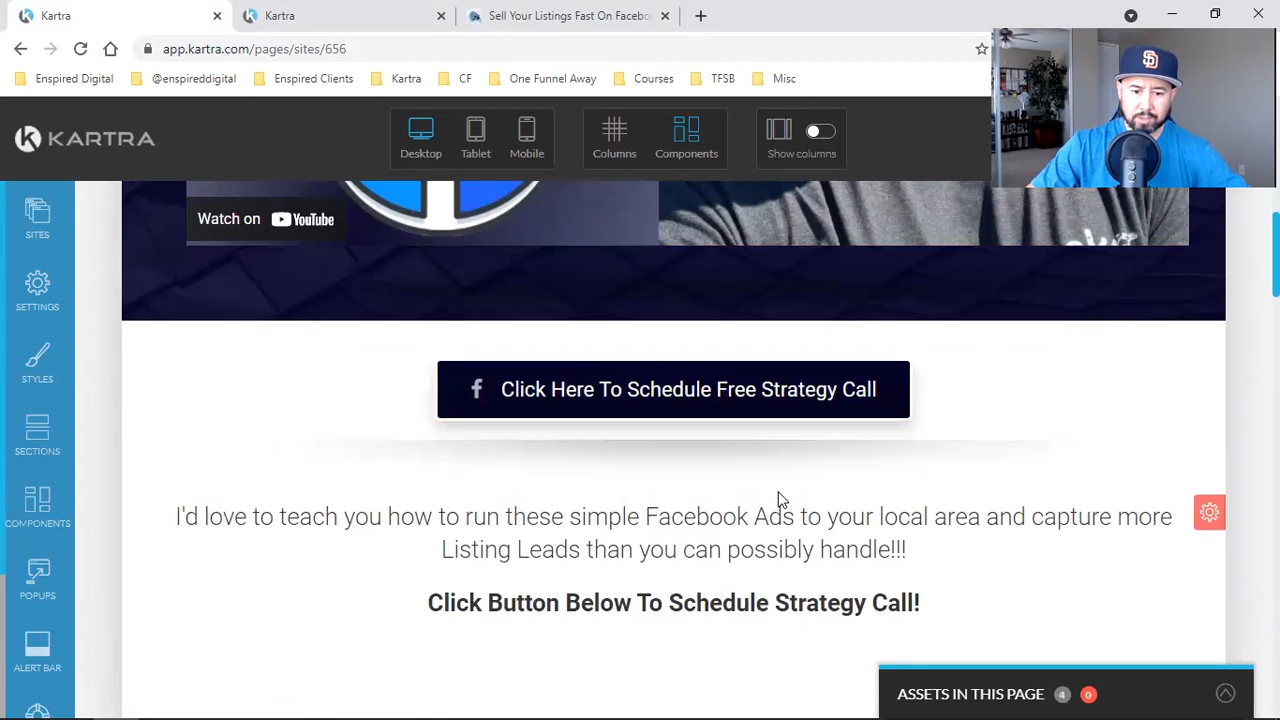 Kartra
Kartra
Sell Your Listings Fast On Facebo
app.kartra.com/pages/sites/656
Enspired Digital
@enspireddigital
Enspired Clients
Kartra
CF
One Funnel Away
Courses
TFSB
Misc
KARTRA
Desktop
Tablet
Mobile
Columns
Components
Show columns
SD
SITES
SETTINGS
STYLES
SECTIONS
COMPONENTS
POPUPS
ALERT BAR
Watch on YouTube
Click Here To Schedule Free Strategy Call
I'd love to teach you how to run these simple Facebook Ads to your local area and capture more
Listing Leads than you can possibly handle!!!
Click Button Below To Schedule Strategy Call!
ASSETS IN THIS PAGE 4 0